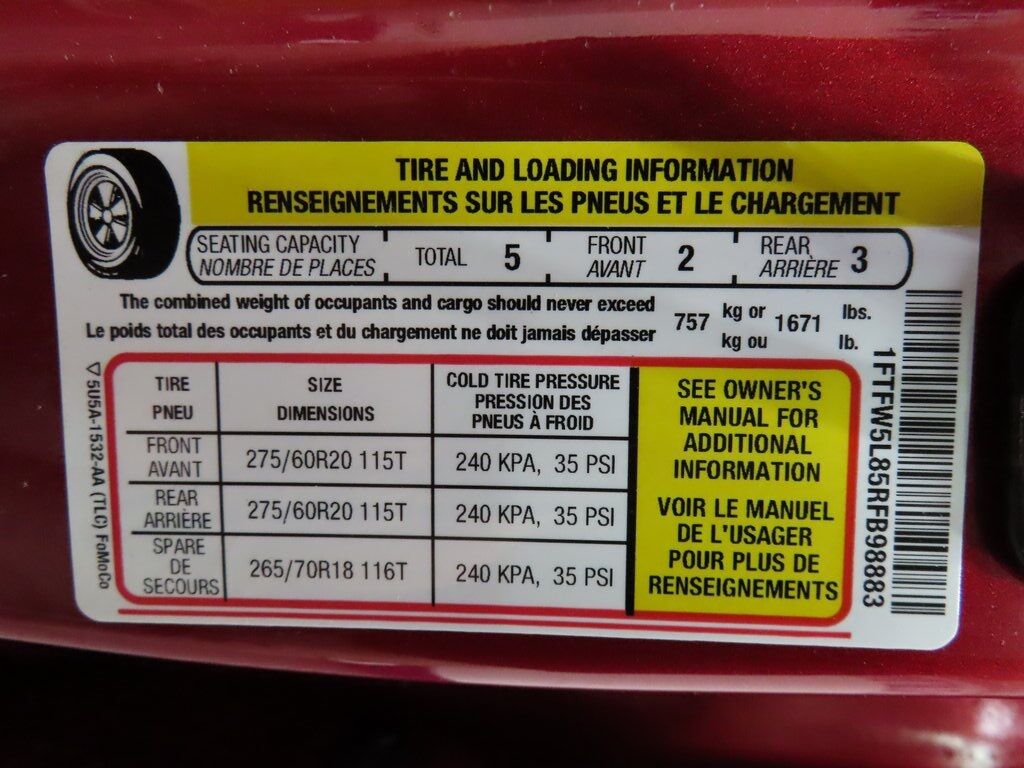 TIRE AND LOADING INFORMATION
RENSEIGNEMENTS SUR LES PNEUS ET LE CHARGEMENT
SEATING CAPACITY TOTAL 5 FRONT 2 REAR 3
NOMBRE DE PLACES AVANT ARRIÈRE
The combined weight of occupants and cargo should never exceed 757 kg or 1671 lbs.
Le poids total des occupants et du chargement ne doit jamais dépasser kg ou lb.
TIRE SIZE COLD TIRE PRESSURE
PNEU DIMENSIONS PRESSION DES
PNEUS À FROID
FRONT
AVANT 275/60R20 115T 240 KPA, 35 PSI
REAR
ARRIÈRE 275/60R20 115T 240 KPA, 35 PSI
SPARE
DE
SECOURS 265/70R18 116T 240 KPA, 35 PSI
SEE OWNER'S
MANUAL FOR
ADDITIONAL
INFORMATION
VOIR LE MANUEL
DE L'USAGER
POUR PLUS DE
RENSEIGNEMENTS
1FTFW5L85RFB98883
▽5U5A-1532-AA (TLC) FoMoCo